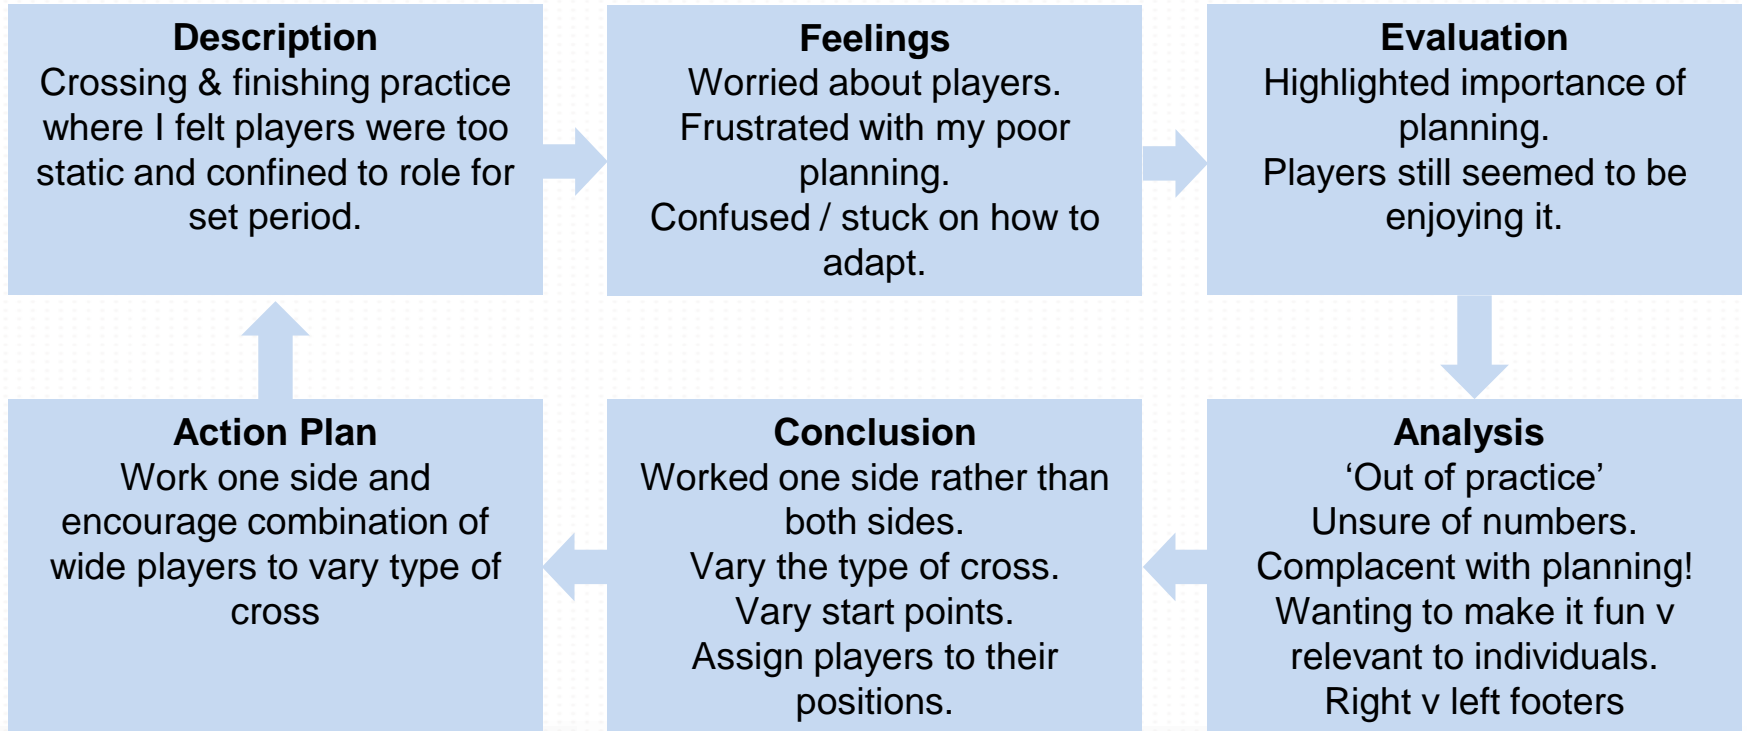 Description
Crossing & finishing practice
where I felt players were too
static and confined to role for
set period.
Feelings
Worried about players.
Frustrated with my poor
planning.
Confused / stuck on how to
adapt.
Evaluation
Highlighted importance of
planning.
Players still seemed to be
enjoying it.
Analysis
‘Out of practice’
Unsure of numbers.
Complacent with planning!
Wanting to make it fun v
relevant to individuals.
Right v left footers
Conclusion
Worked one side rather than
both sides.
Vary the type of cross.
Vary start points.
Assign players to their
positions.
Action Plan
Work one side and
encourage combination of
wide players to vary type of
cross